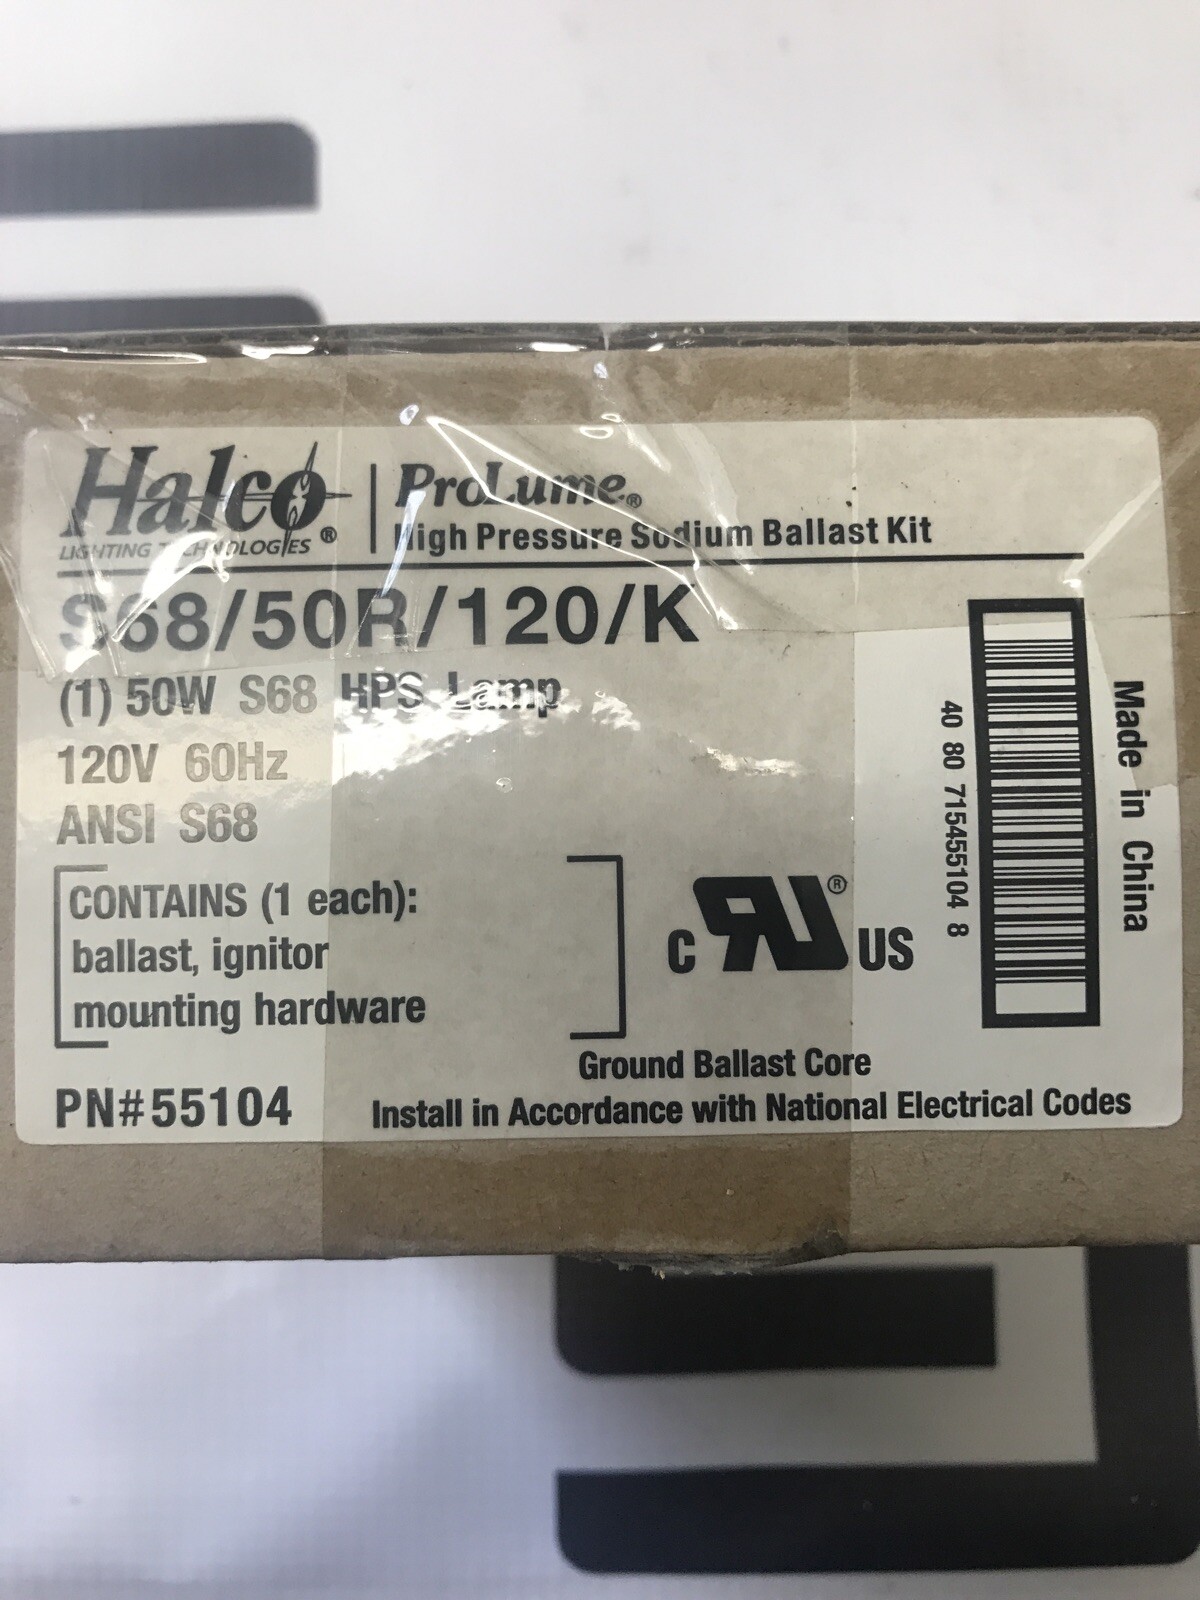 Halco®
LIGHTING TECHNOLOGIES
ProLume®
High Pressure Sodium Ballast Kit
S68/50R/120/K
(1) 50W S68 HPS Lamp
120V 60Hz
ANSI S68
CONTAINS (1 each):
ballast, ignitor
mounting hardware
PN#55104
C RU® US
Ground Ballast Core
Install in Accordance with National Electrical Codes
40 80 715455104 8
Made in China